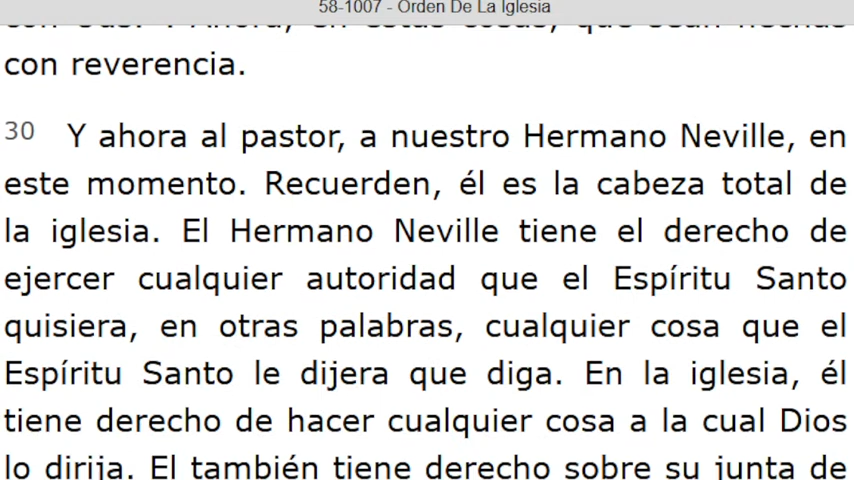 58-1007 - Orden De La Iglesia
con reverencia.
30 Y ahora al pastor, a nuestro Hermano Neville, en
este momento. Recuerden, él es la cabeza total de
la iglesia. El Hermano Neville tiene el derecho de
ejercer cualquier autoridad que el Espíritu Santo
quisiera, en otras palabras, cualquier cosa que el
Espíritu Santo le dijera que diga. En la iglesia, él
tiene derecho de hacer cualquier cosa a la cual Dios
lo dirija. El también tiene derecho sobre su junta de